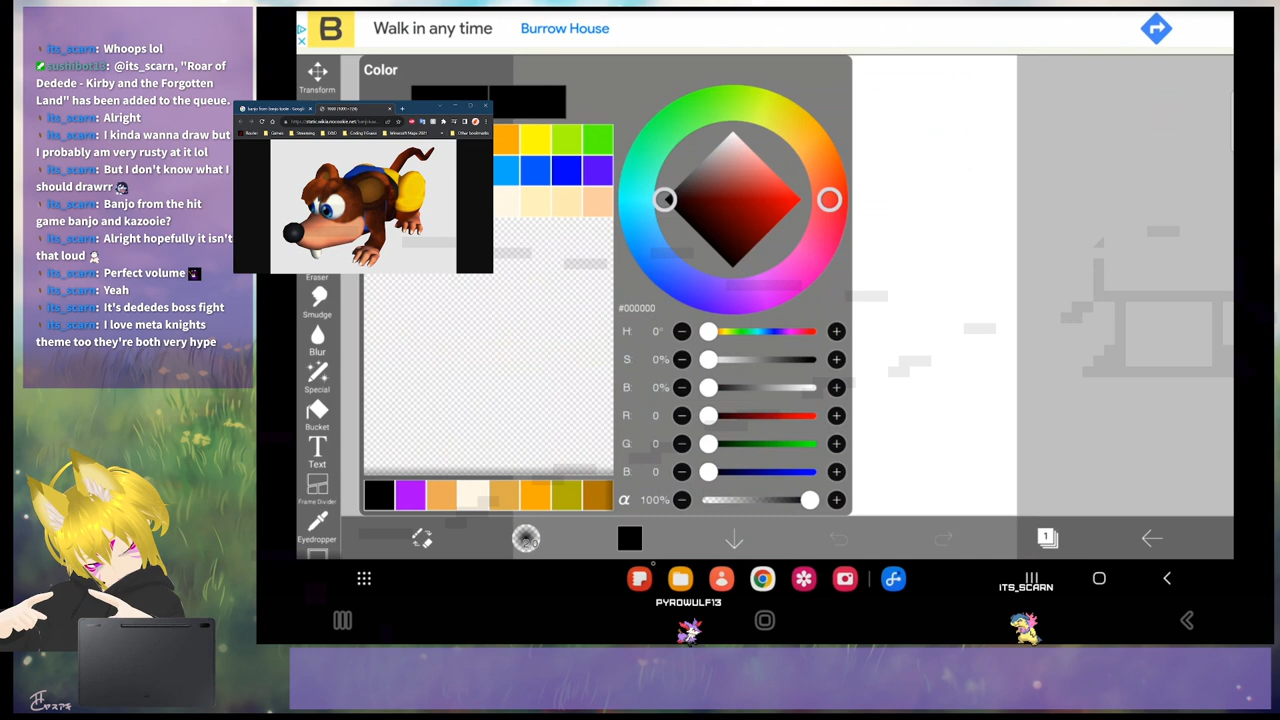 Walk in any time
Burrow House
B
its_scarn: Whoops lol
sushibot13: @its_scarn, "Roar of
Dedede - Kirby and the Forgotten
Land" has been added to the queue.
its_scarn: Alright
its_scarn: I kinda wanna draw but
I probably am very rusty at it lol
its_scarn: But I don't know what I
should drawrr
its_scarn: Banjo from the hit
game banjo and kazooie?
its_scarn: Alright hopefully it isn't
that loud
its_scarn: Perfect volume
its_scarn: Yeah
its_scarn: It's dededes boss fight
its_scarn: I love meta knights
theme too they're both very hype
Color
Transform
Eraser
Smudge
Blur
Special
Bucket
Text
Frame Divider
Eyedropper
#000000
H: 0°
S: 0%
B: 0%
R: 0
G: 0
B: 0
α 100%
1
PYROWULF13
ITS_SCARN